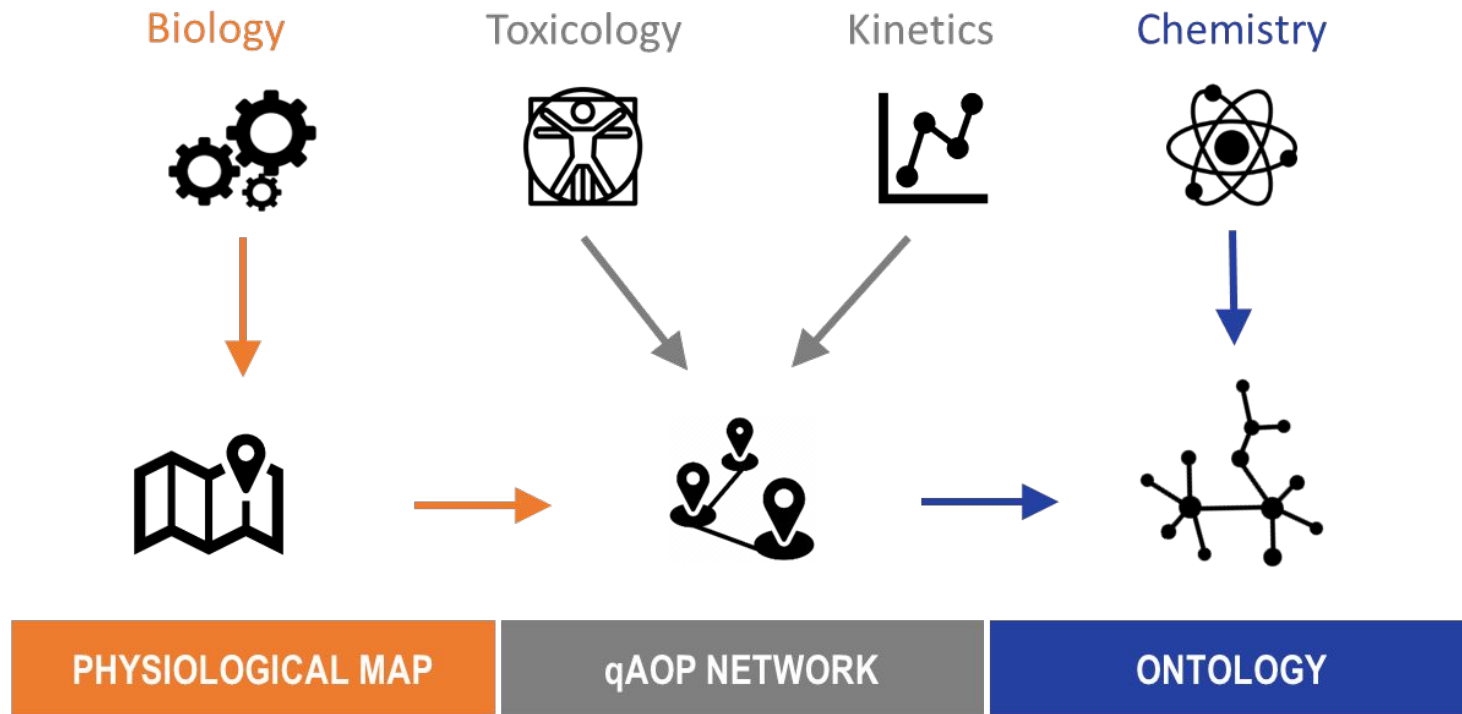 Biology
Toxicology
Kinetics
Chemistry
PHYSIOLOGICAL MAP
qAOP NETWORK
ONTOLOGY